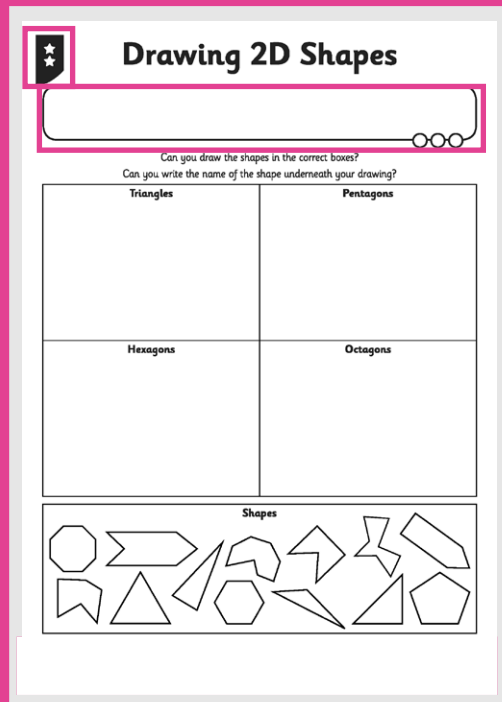 Drawing 2D Shapes
Can you draw the shapes in the correct boxes?
Can you write the name of the shape underneath your drawing?
Triangles
Pentagons
Hexagons
Octagons
Shapes